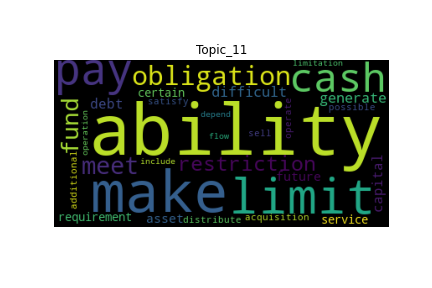 Topic_11
pay obligation cash limitation
certain difficult generate
fund debt satisfy possible
additional operation ability depend flow sell operate
meet include restriction future capital
make limit
requirement asset distribute acquisition service